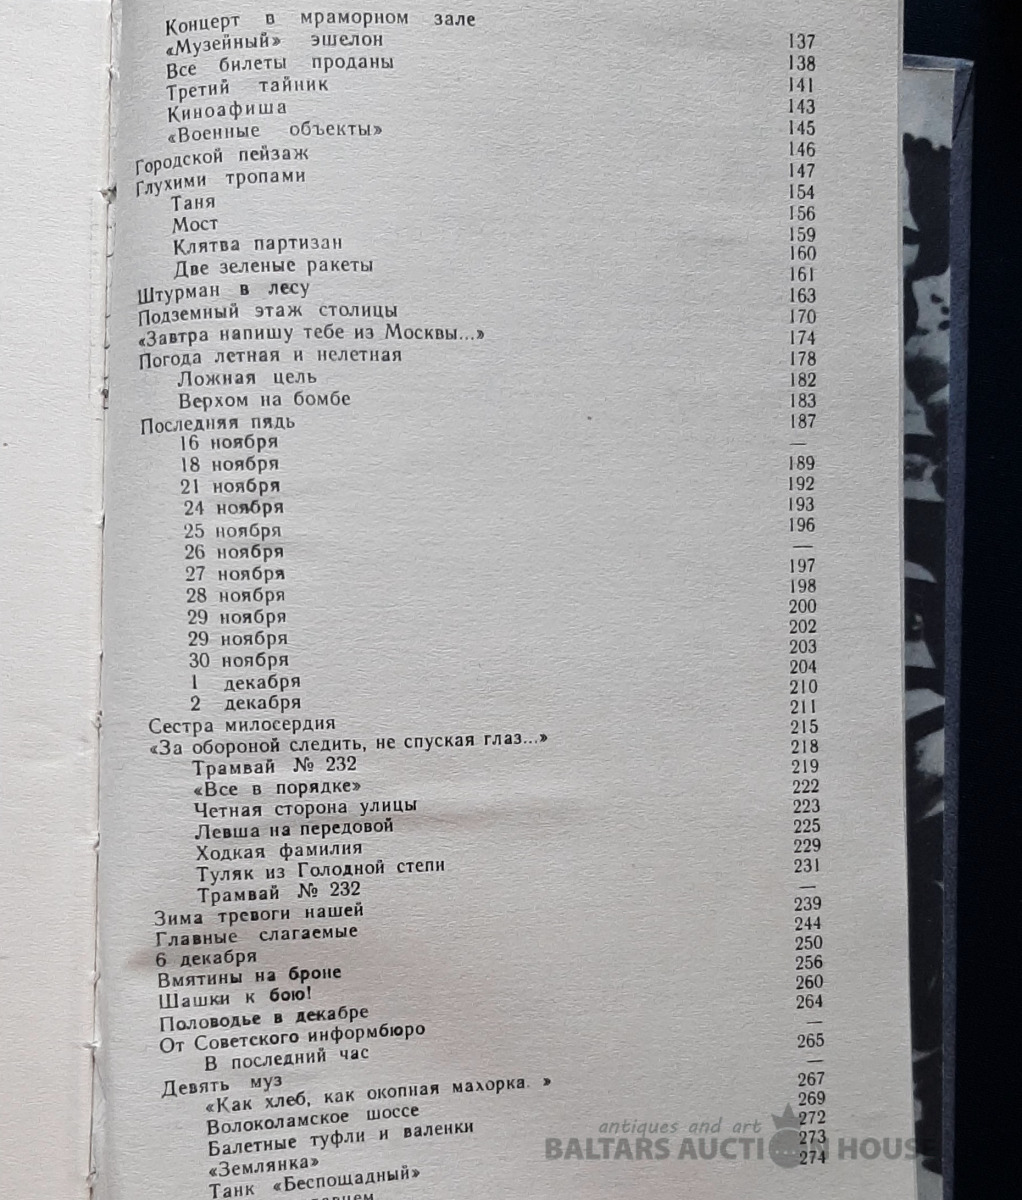 Концерт в мраморном зале 137
«Музейный» эшелон 138
Все билеты проданы 141
Третий тайник 143
Киноафиша 145
«Военные объекты» 146
Городской пейзаж 147
Глухими тропами 154
Таня 156
Мост 159
Клятва партизан 160
Две зеленые ракеты 161
Штурман в лесу 163
Подземный этаж столицы 170
«Завтра напишу тебе из Москвы...» 174
Погода летная и нелетная 178
Ложная цель 182
Верхом на бомбе 183
Последняя пядь 187
16 ноября —
18 ноября 189
21 ноября 192
24 ноября 193
25 ноября 196
26 ноября —
27 ноября 197
28 ноября 198
29 ноября 200
29 ноября 202
30 ноября 203
1 декабря 204
2 декабря 210
Сестра милосердия 211
«За обороной следить, не спуская глаз...» 215
Трамвай № 232 218
«Все в порядке» 219
Четная сторона улицы 222
Левша на передовой 223
Ходкая фамилия 225
Туляк из Голодной степи 229
Трамвай № 232 231
Зима тревоги нашей —
Главные слагаемые 239
6 декабря 244
Вмятины на броне 250
Шашки к бою! 256
Половодье в декабре 260
От Советского информбюро 264
В последний час —
Девять муз 265
«Как хлеб, как окопная махорка. » —
Волоколамское шоссе 267
Балетные туфли и валенки 269
«Землянка» 272
Танк «Беспощадный» 273
274
antiques and art
BALTARS AUCTION HOUSE